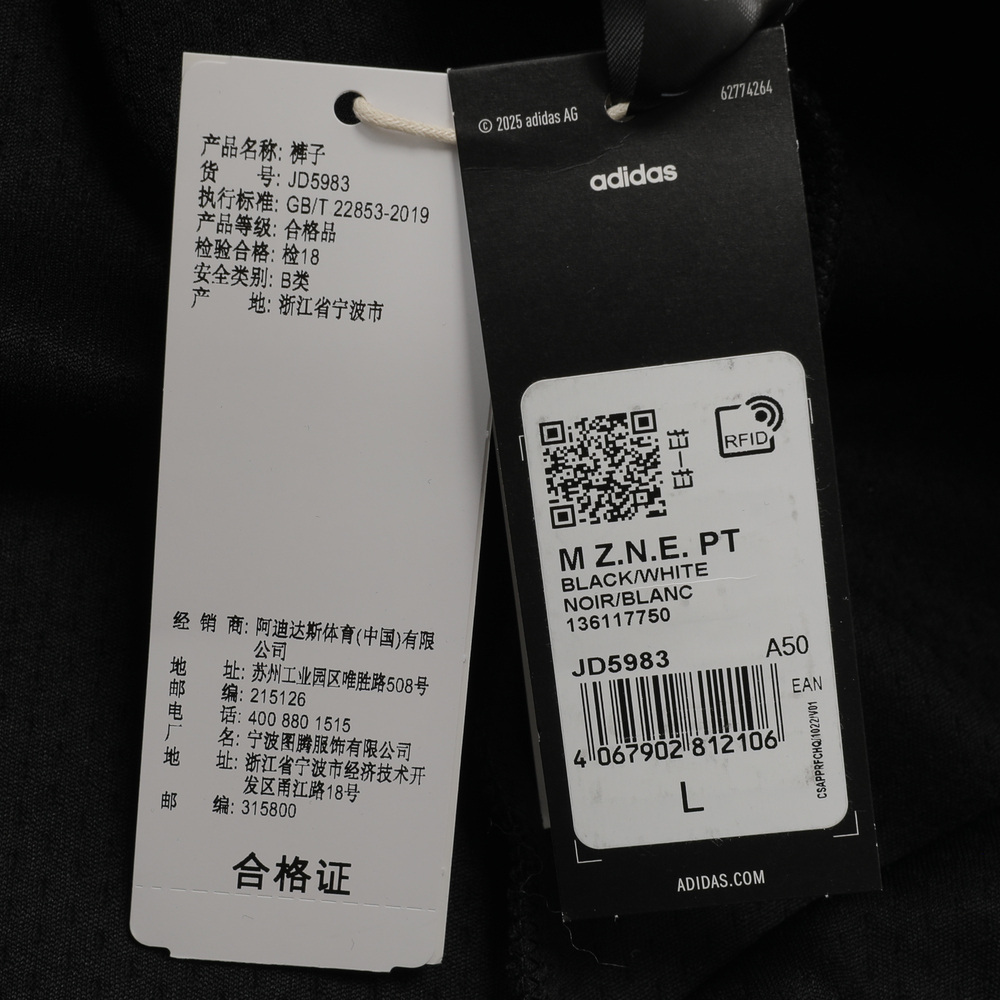 产品名称: 裤子
货 号: JD5983
执行标准: GB/T 22853-2019
产品等级: 合格品
检验合格: 检18
安全类别: B类
产 地: 浙江省宁波市
经 销 商: 阿迪达斯体育(中国)有限
公司
地 址: 苏州工业园区唯胜路508号
邮 编: 215126
电 话: 400 880 1515
厂 名: 宁波图腾服饰有限公司
地 址: 浙江省宁波市经济技术开
发区甬江路18号
邮 编: 315800
合格证
© 2025 adidas AG
62774264
adidas
RFID
M Z.N.E. PT
BLACK/WHITE
NOIR/BLANC
136117750
JD5983
A50
EAN
4 067902 812106
CSAPPRFCHQ/1022/V01
L
ADIDAS.COM